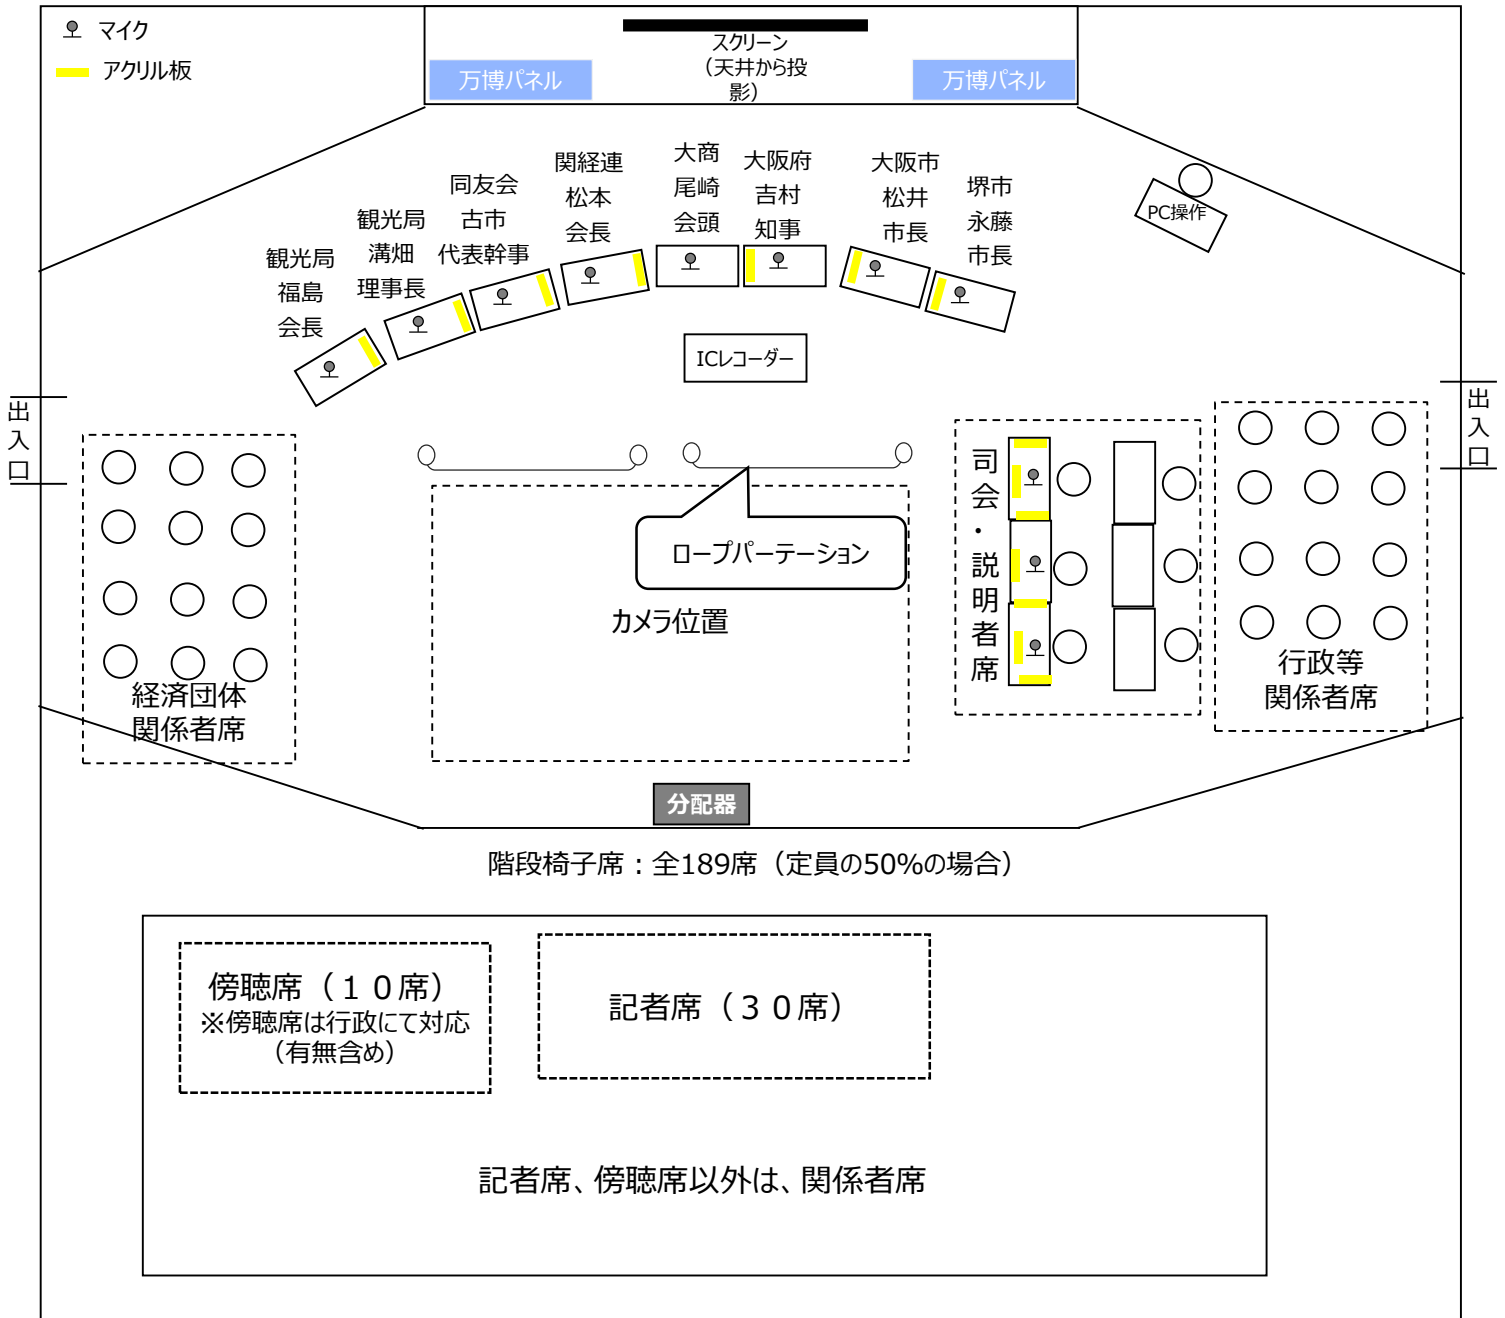 マイク
アクリル板
スクリーン
（天井から投
影）
万博パネル
万博パネル
観光局
福島
会長
観光局
溝畑
理事長
同友会
古市
代表幹事
関経連
松本
会長
大商
尾崎
会頭
大阪府
吉村
知事
大阪市
松井
市長
堺市
永藤
市長
PC操作
ICレコーダー
出入口
出入口
ロープパーテーション
カメラ位置
司会・説明者席
経済団体
関係者席
行政等
関係者席
分配器
階段椅子席：全189席（定員の50%の場合）
傍聴席（１０席）
※傍聴席は行政にて対応
（有無含め）
記者席（３０席）
記者席、傍聴席以外は、関係者席